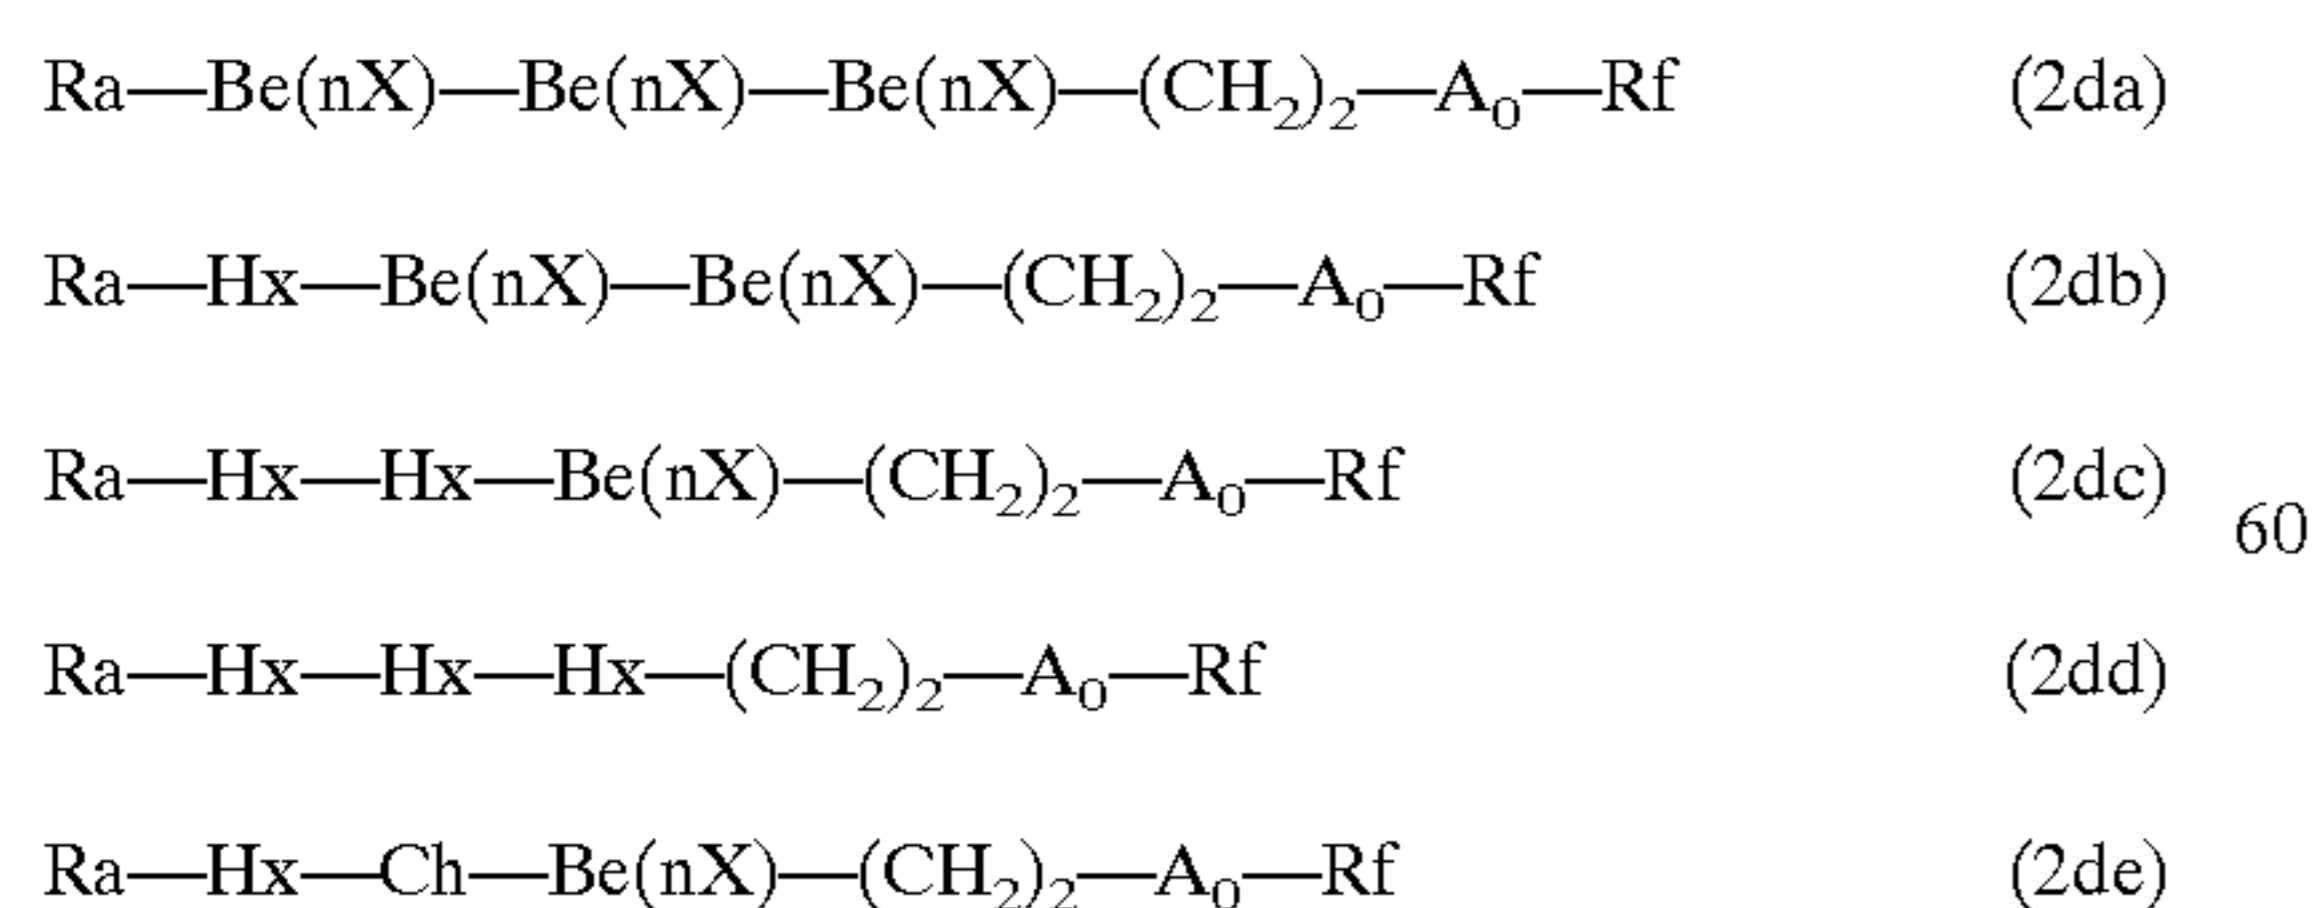 Ra—Be(nX)—Be(nX)—Be(nX)—(CH₂)₂—A₀—Rf (2da)
Ra—Hx—Be(nX)—Be(nX)—(CH₂)₂—A₀—Rf (2db)
Ra—Hx—Hx—Be(nX)—(CH₂)₂—A₀—Rf (2dc)
60
Ra—Hx—Hx—Hx—(CH₂)₂—A₀—Rf (2dd)
Ra—Hx—Ch—Be(nX)—(CH₂)₂—A₀—Rf (2de)